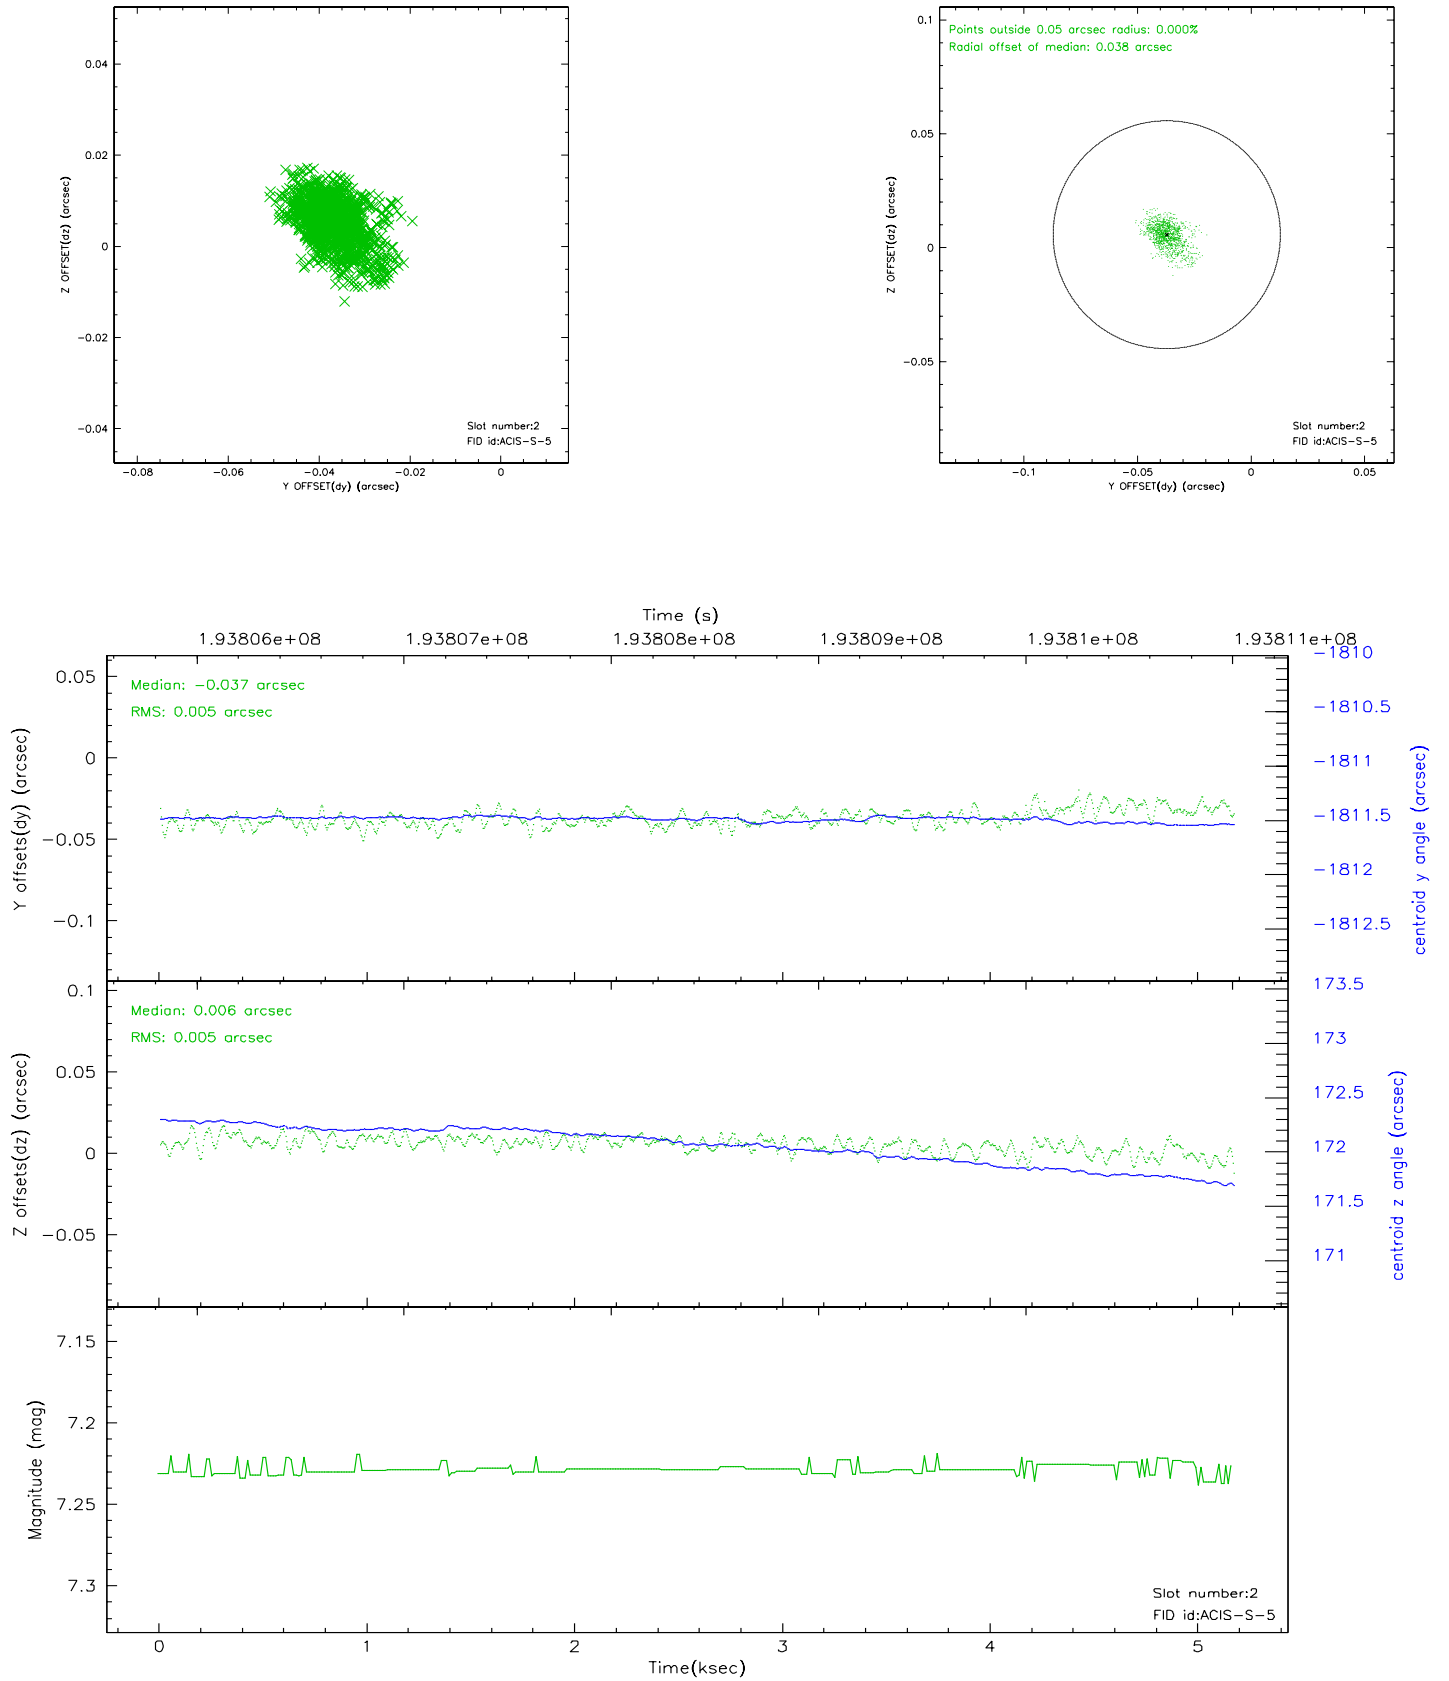 0.04
0.02
0
−0.02
−0.04
Z OFFSET(dz) (arcsec)
Slot number:2
FID id:ACIS−S−5
−0.08 −0.06 −0.04 −0.02 0
Y OFFSET(dy) (arcsec)
Points outside 0.05 arcsec radius: 0.000%
Radial offset of median: 0.038 arcsec
0.1
0.05
0
−0.05
Z OFFSET(dz) (arcsec)
Slot number:2
FID id:ACIS−S−5
−0.1 −0.05 0 0.05
Y OFFSET(dy) (arcsec)
Time (s)
1.93806e+08 1.93807e+08 1.93808e+08 1.93809e+08 1.9381e+08 1.93811e+08
Median: −0.037 arcsec
RMS: 0.005 arcsec
0.05
0
−0.05
−0.1
Y offsets(dy) (arcsec)
−1810
−1810.5
−1811
−1811.5
−1812
−1812.5
centroid y angle (arcsec)
Median: 0.006 arcsec
RMS: 0.005 arcsec
0.1
0.05
0
−0.05
Z offsets(dz) (arcsec)
173.5
173
172.5
172
171.5
171
centroid z angle (arcsec)
7.15
7.2
7.25
7.3
Magnitude (mag)
Slot number:2
FID id:ACIS−S−5
0 1 2 3 4 5
Time(ksec)